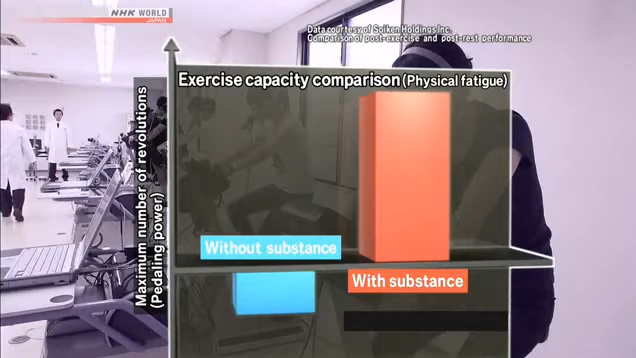 NHK WORLD
JAPAN
Data courtesy of Soiken Holdings Inc.
Comparison of post-exercise and post-rest performance
Exercise capacity comparison (Physical fatigue)
Maximum number of revolutions
(Pedaling power)
Without substance
With substance